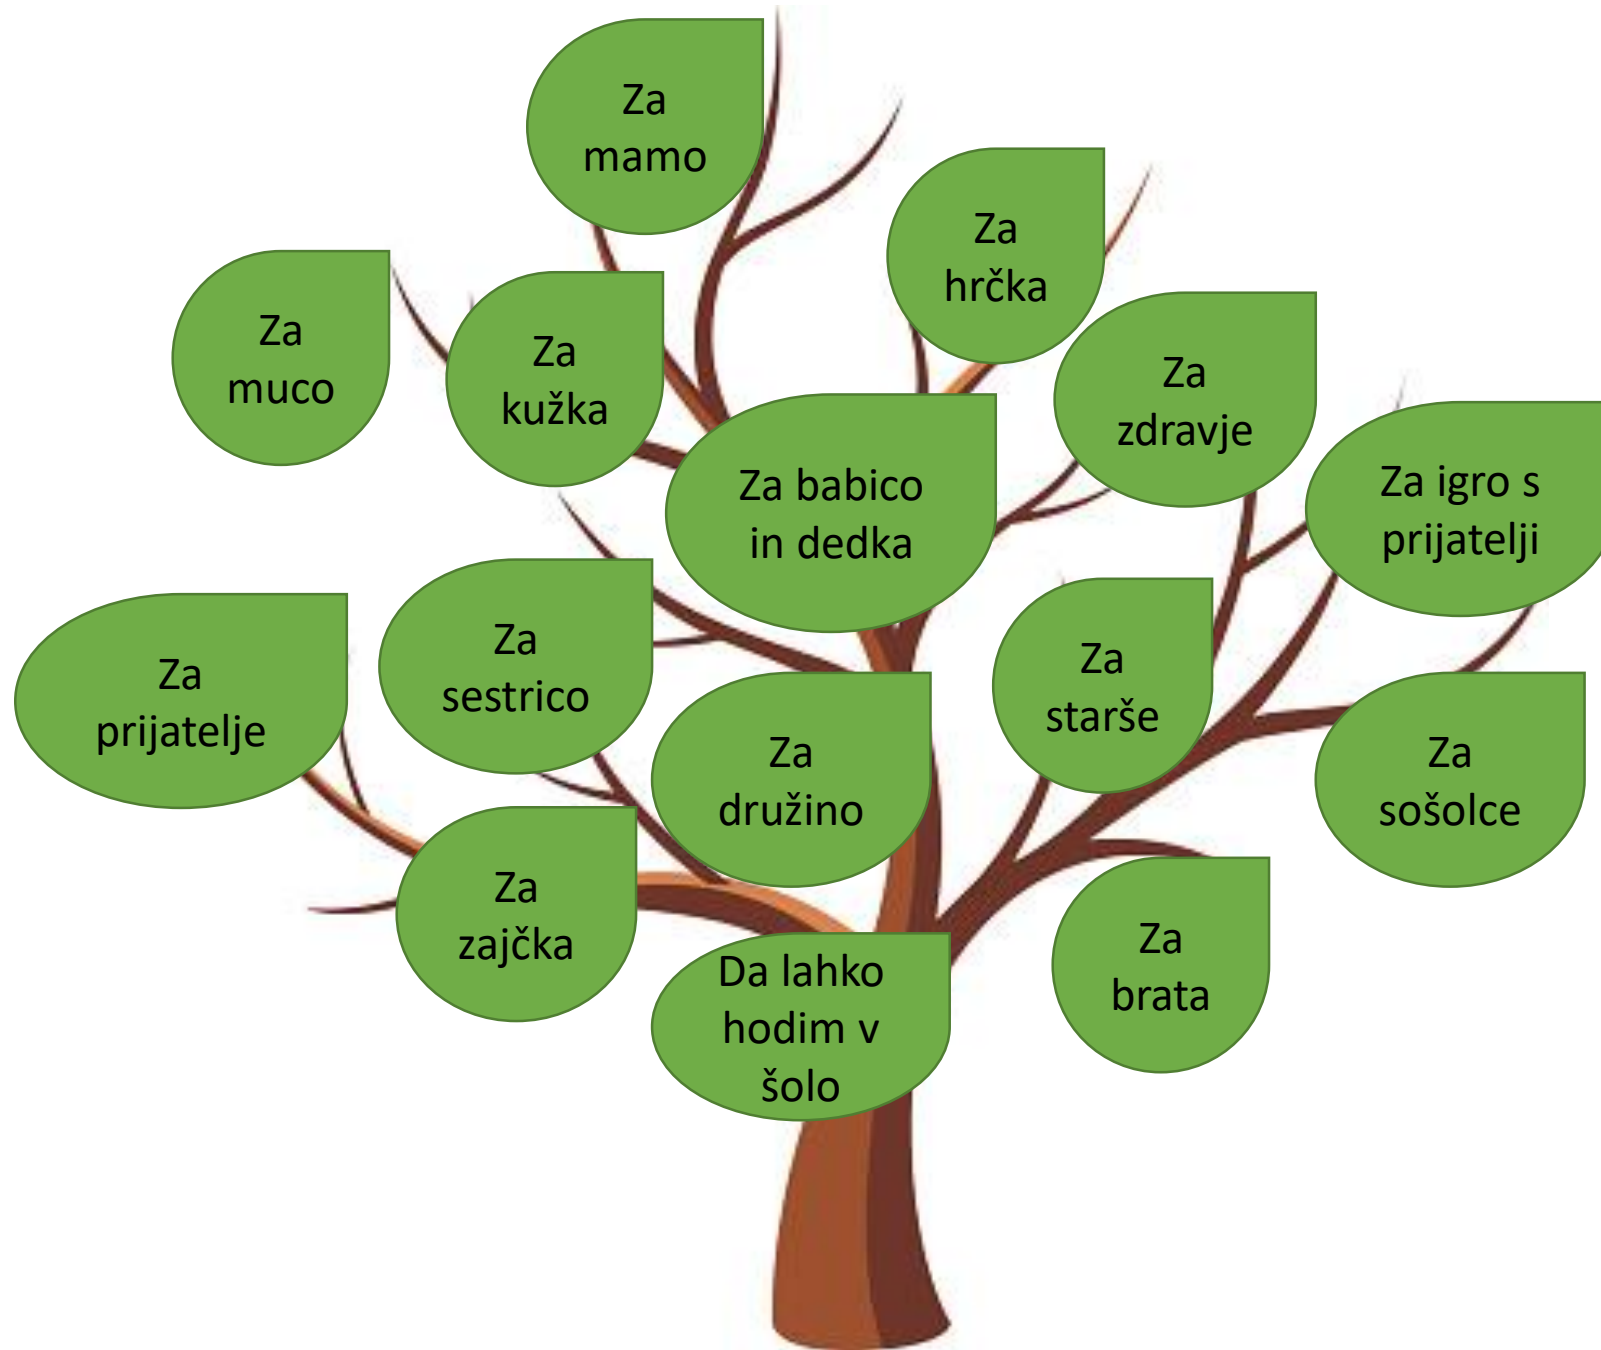 Za
mamo
Za
hrčka
Za
muco
Za
kužka
Za
zdravje
Za babico
in dedka
Za igro s
prijatelji
Za
prijatelje
Za
sestrico
Za
starše
Za
družino
Za
sošolce
Za
zajčka
Da lahko
hodim v
šolo
Za
brata